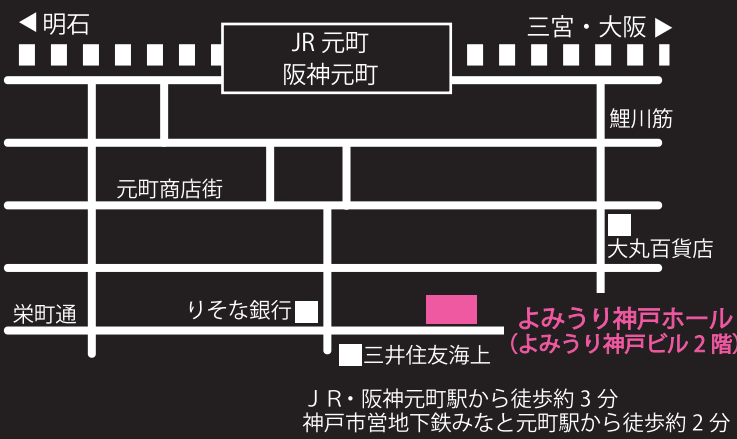 ◀明石
三宮・大阪▶
JR 元町
阪神元町
鯉川筋
元町商店街
大丸百貨店
栄町通
りそな銀行
よみうり神戸ホール
(よみうり神戸ビル 2 階)
三井住友海上
ＪＲ・阪神元町駅から徒歩約 3 分
神戸市営地下鉄みなと元町駅から徒歩約 2 分